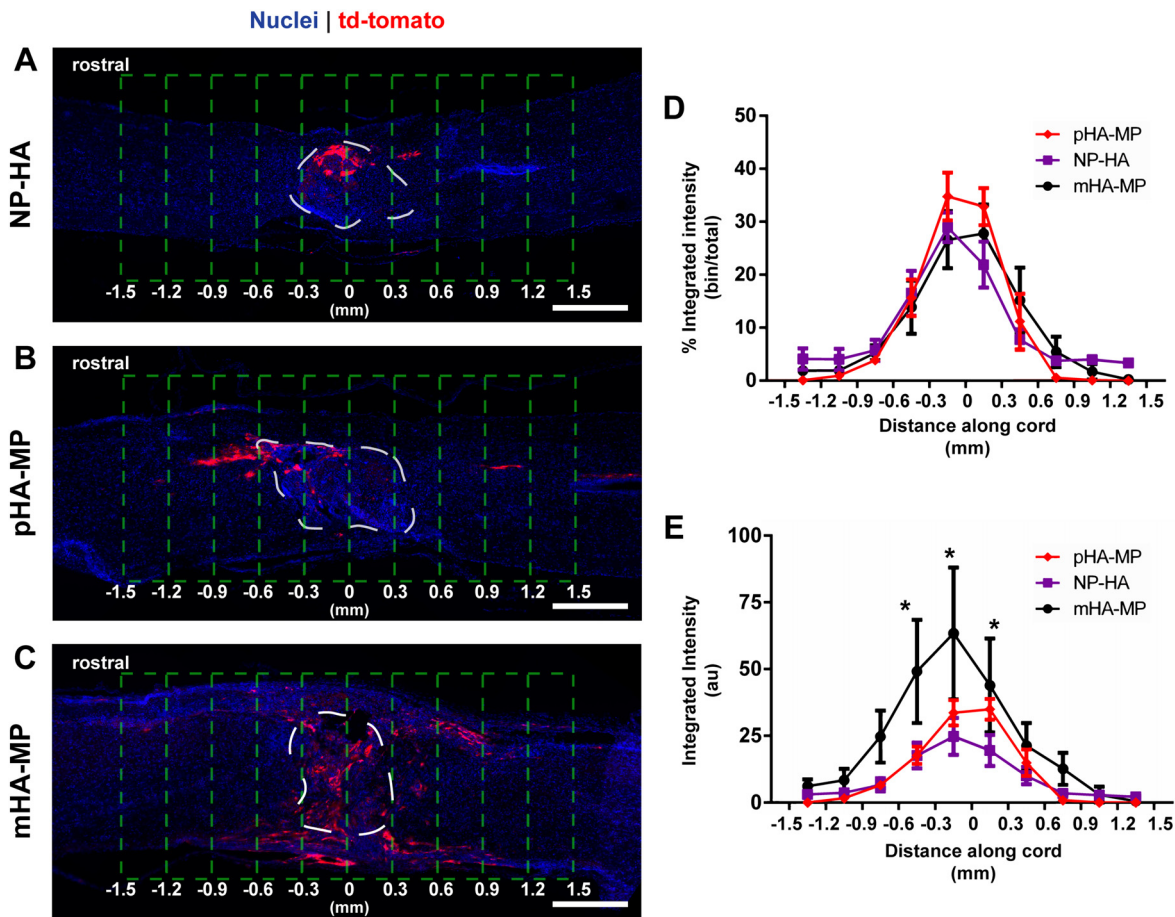 Nuclei | td-tomato
A
NP-HA
rostral
-1.5 -1.2 -0.9 -0.6 -0.3 0 0.3 0.6 0.9 1.2 1.5
(mm)
B
pHA-MP
rostral
-1.5 -1.2 -0.9 -0.6 -0.3 0 0.3 0.6 0.9 1.2 1.5
(mm)
C
mHA-MP
rostral
-1.5 -1.2 -0.9 -0.6 -0.3 0 0.3 0.6 0.9 1.2 1.5
(mm)
D
% Integrated intensity
(bin/total)
50
40
30
20
10
0
pHA-MP
NP-HA
mHA-MP
-1.5 -1.2 -0.9 -0.6 -0.3 0 0.3 0.6 0.9 1.2 1.5
Distance along cord
(mm)
E
Integrated Intensity
(au)
100
75
50
25
0
* * *
pHA-MP
NP-HA
mHA-MP
-1.5 -1.2 -0.9 -0.6 -0.3 0 0.3 0.6 0.9 1.2 1.5
Distance along cord
(mm)